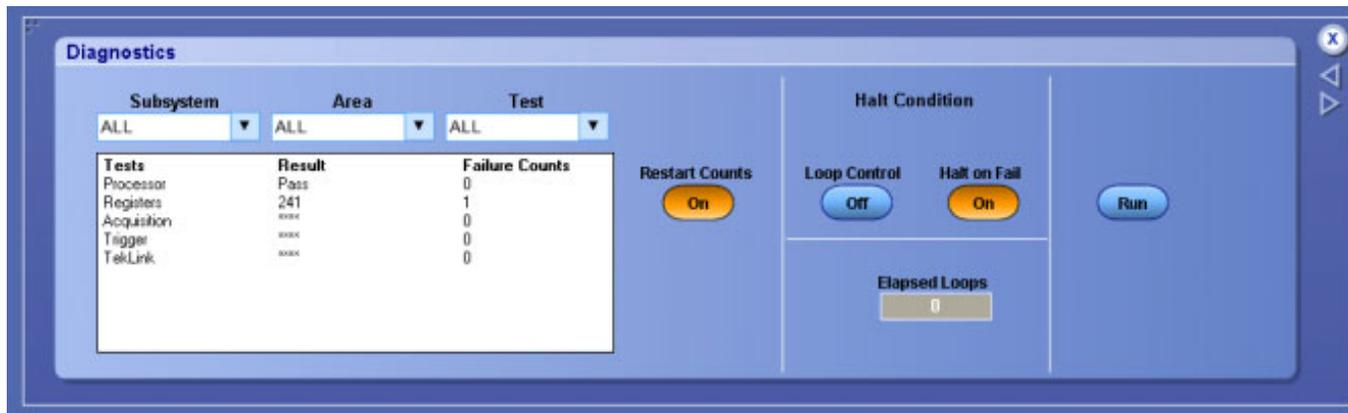 Diagnostics
X
Subsystem Area Test
ALL ALL ALL
Tests Result Failure Counts
Processor Pass 0
Registers 241 1
Acquisition **** 0
Trigger **** 0
TekLink **** 0
Restart Counts
On
Halt Condition
Loop Control Halt on Fail
Off On
Elapsed Loops
0
Run